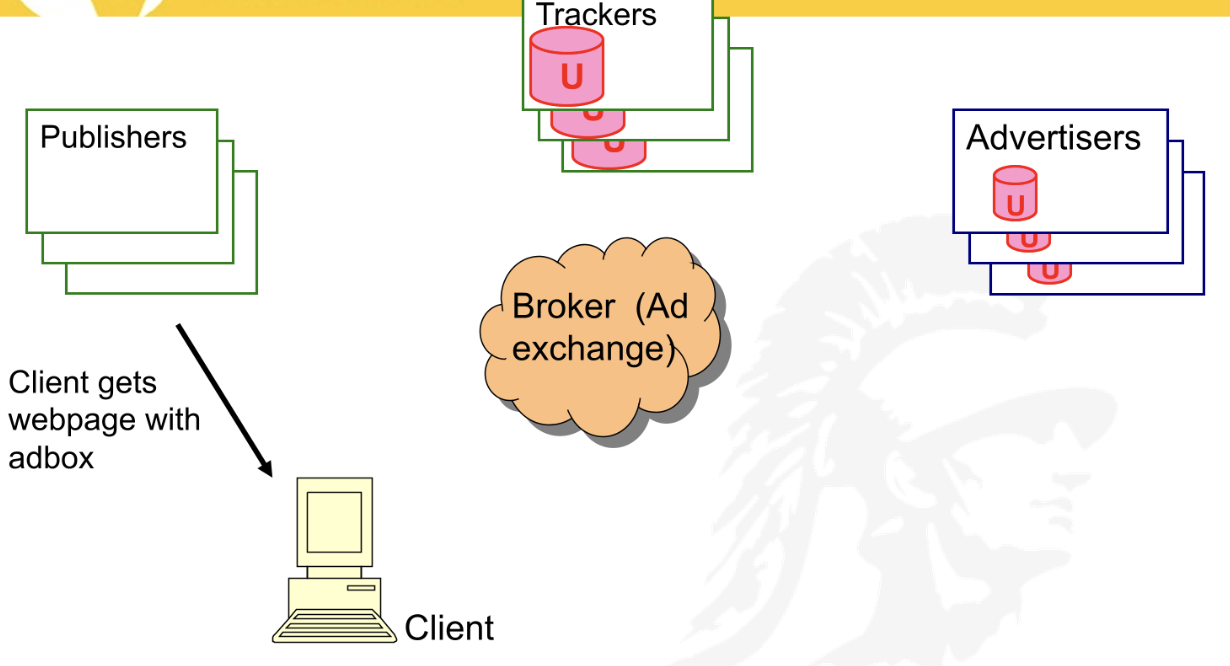 Trackers
U
U
U
Publishers
Advertisers
U
U
U
Broker (Ad
exchange)
Client gets
webpage with
adbox
Client